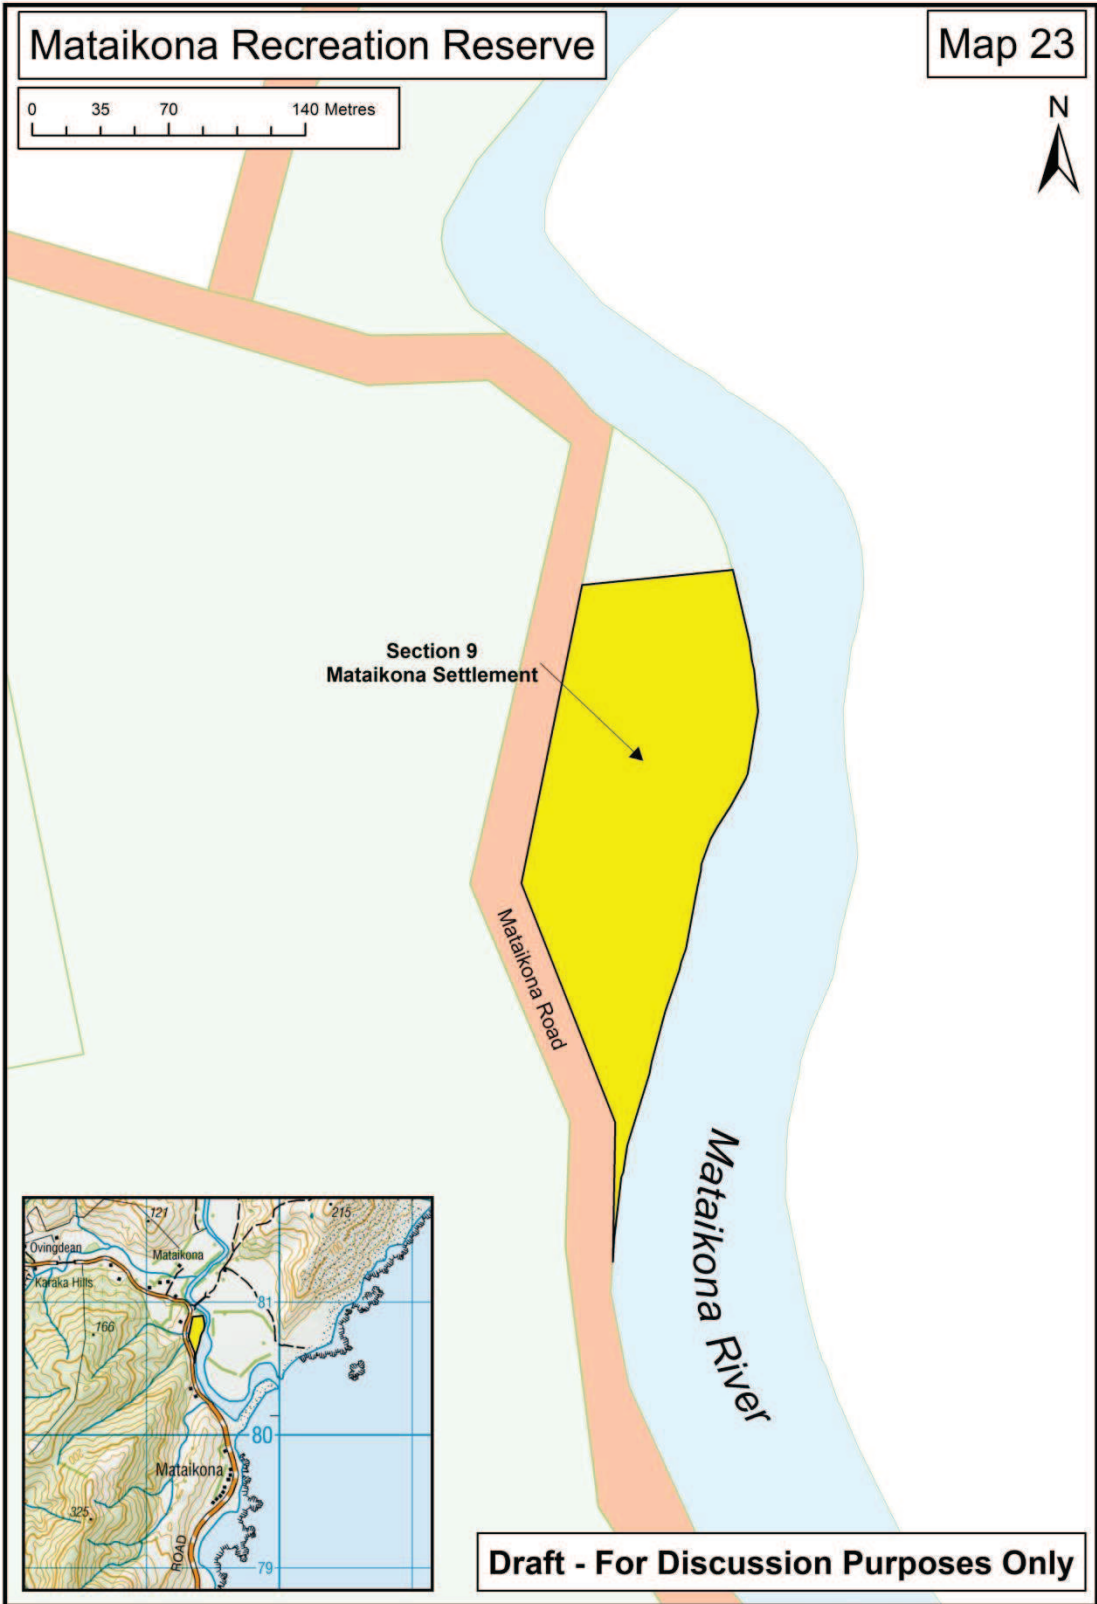 Mataikona Recreation Reserve
Map 23
0 35 70 140 Metres
N
Section 9
Mataikona Settlement
Mataikona Road
Mataikona River
121
215
Ovingdean
Mataikona
Karaka Hills
81
166
80
Mataikona
325
ROAD
79
Draft - For Discussion Purposes Only